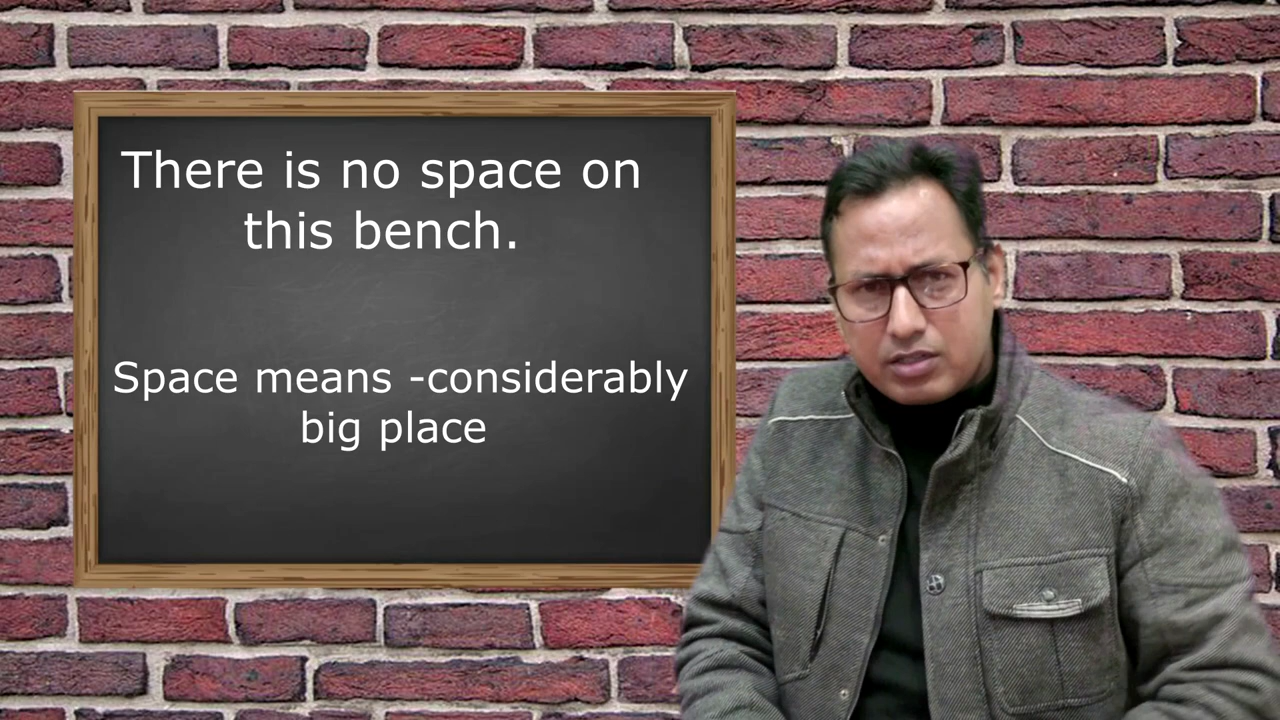 There is no space on
this bench.
Space means -considerably
big place